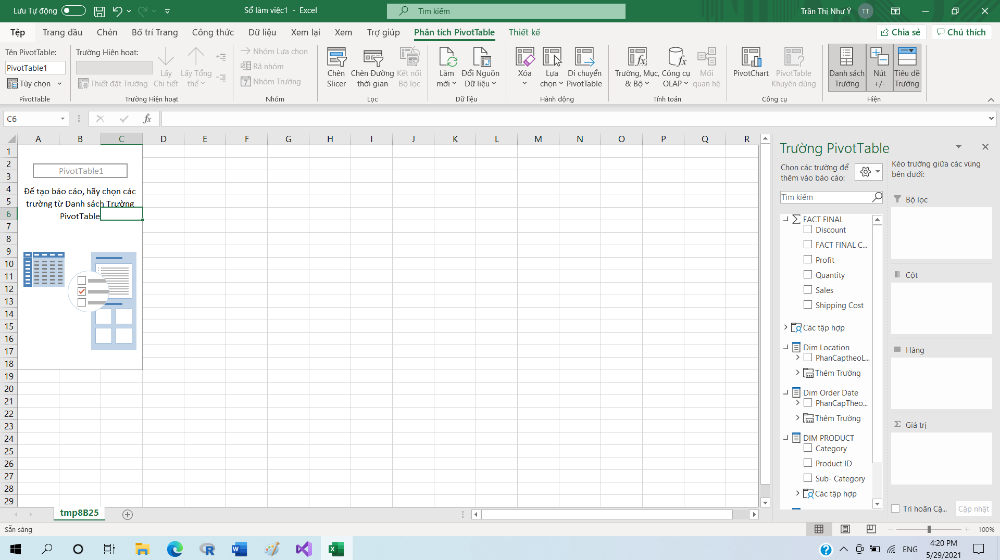 Lưu Tự động
Sổ làm việc1 - Excel
Tìm kiếm
Trần Thị Như Ý
TT
Tệp
Trang đầu
Chèn
Bố trí Trang
Công thức
Dữ liệu
Xem lại
Xem
Trợ giúp
Phân tích PivotTable
Thiết kế
Chia sẻ
Chú thích
Tên PivotTable:
PivotTable1
Tùy chọn
PivotTable
Trường Hiện hoạt:
Thiết đặt Trường
Lấy
Chi tiết
Lấy Tổng
thể
Trường Hiện hoạt
Nhóm Lựa chọn
Rã nhóm
Nhóm Trường
Nhóm
Chèn
Slicer
Chèn Đường
thời gian
Kết nối
Bộ lọc
Lọc
Làm
mới
Đổi Nguồn
Dữ liệu
Dữ liệu
Xóa
Lựa
chọn
Di chuyển
PivotTable
Hành động
Trường, Mục,
& Bộ
Công cụ
OLAP
Mối
quan hệ
Tính toán
PivotChart
PivotTable
Khuyên dùng
Công cụ
Danh sách
Trường
Nút
+/-
Tiêu đề
Trường
Hiện
C6
fx
A B C D E F G H I J K L M N O P Q R
1
2
3
4
5
6
7
8
9
10
11
12
13
14
15
16
17
18
19
20
21
22
23
24
25
26
27
28
29
PivotTable1
Để tạo báo cáo, hãy chọn các
trường từ Danh sách Trường
PivotTable
Trường PivotTable
Chọn các trường để
thêm vào báo cáo:
Tìm kiếm
FACT FINAL
Discount
FACT FINAL C...
Profit
Quantity
Sales
Shipping Cost
Các tập hợp
Dim Location
PhanCaptheoL...
Thêm Trường
Dim Order Date
PhanCapTheo...
Thêm Trường
DIM PRODUCT
Category
Product ID
Sub- Category
Các tập hợp
Kéo trường giữa các vùng
bên dưới:
Bộ lọc
Cột
Hàng
Σ Giá trị
Trì hoãn Cậ...
Cập nhật
tmp8B25
Sẵn sàng
100%
ENG
4:20 PM
5/29/2021